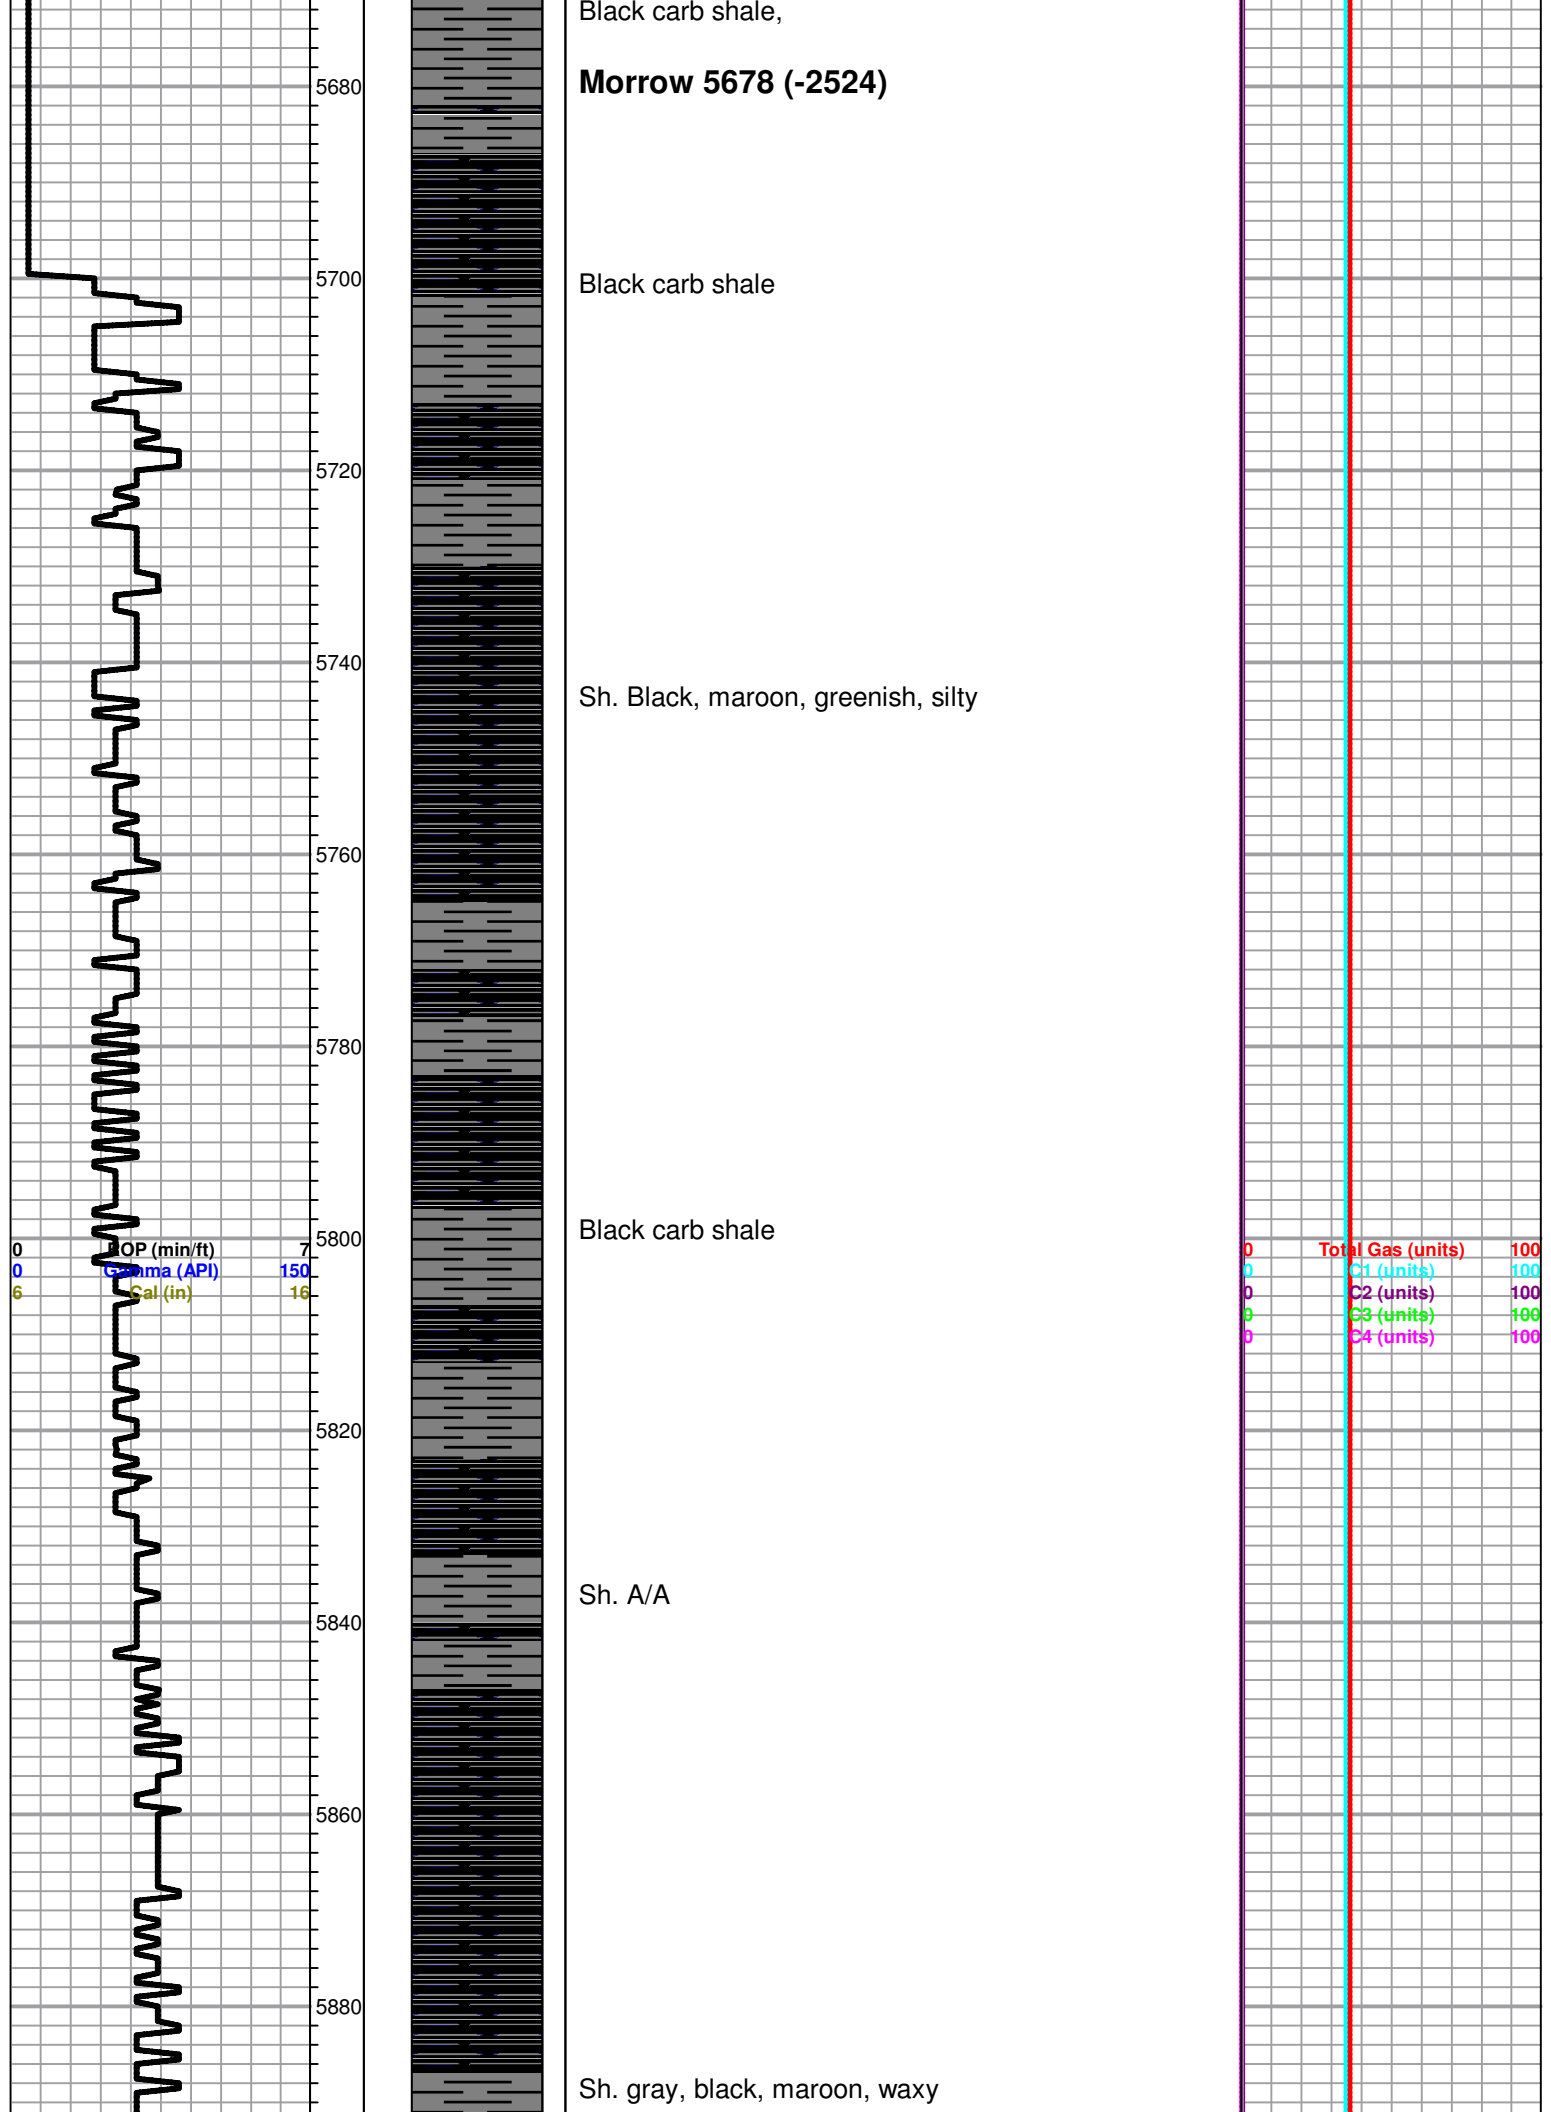 Black carb shale,
Morrow 5678 (-2524)
5680
5700
Black carb shale
5720
5740
Sh. Black, maroon, greenish, silty
5760
5780
Black carb shale
5800
0 ROP (min/ft) 7
0 Gamma (API) 150
6 Cal (in) 16
0 Total Gas (units) 100
0 C1 (units) 100
0 C2 (units) 100
0 C3 (units) 100
0 C4 (units) 100
5820
Sh. A/A
5840
5860
5880
Sh. gray, black, maroon, waxy